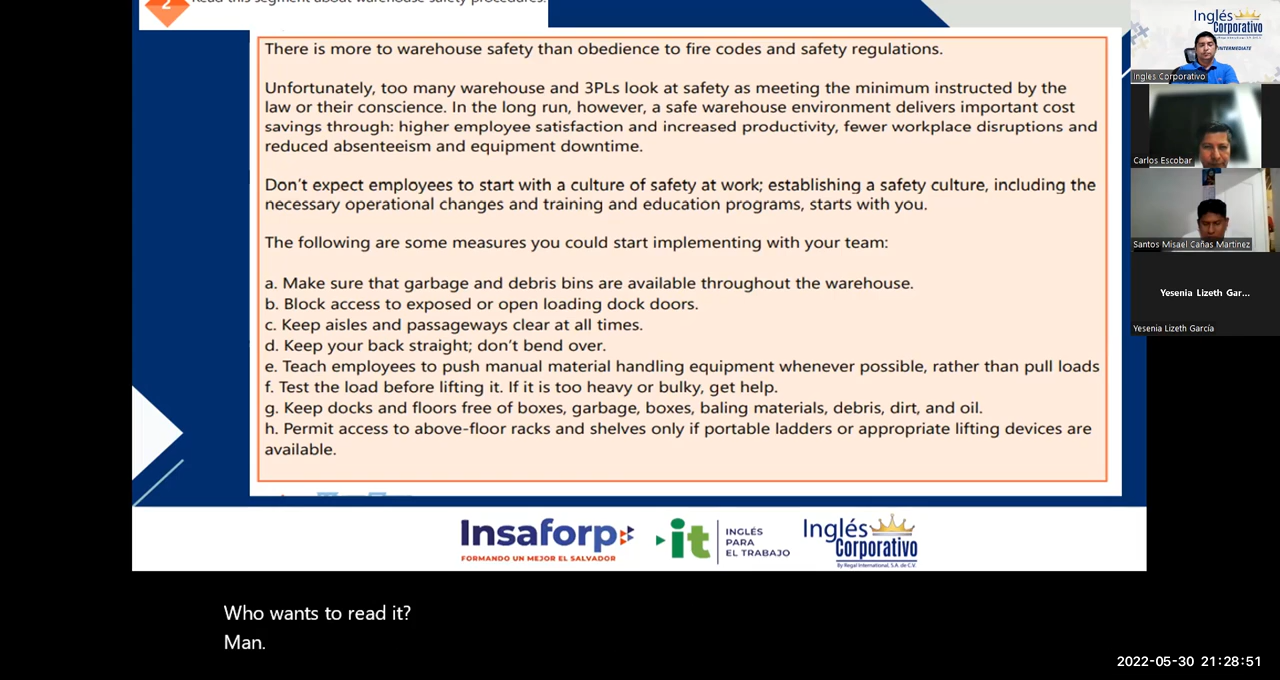 2 Read this segment about warehouse safety procedures.
There is more to warehouse safety than obedience to fire codes and safety regulations.
Unfortunately, too many warehouse and 3PLs look at safety as meeting the minimum instructed by the
law or their conscience. In the long run, however, a safe warehouse environment delivers important cost
savings through: higher employee satisfaction and increased productivity, fewer workplace disruptions and
reduced absenteeism and equipment downtime.
Don't expect employees to start with a culture of safety at work; establishing a safety culture, including the
necessary operational changes and training and education programs, starts with you.
The following are some measures you could start implementing with your team:
a. Make sure that garbage and debris bins are available throughout the warehouse.
b. Block access to exposed or open loading dock doors.
c. Keep aisles and passageways clear at all times.
d. Keep your back straight; don't bend over.
e. Teach employees to push manual material handling equipment whenever possible, rather than pull loads
f. Test the load before lifting it. If it is too heavy or bulky, get help.
g. Keep docks and floors free of boxes, garbage, boxes, baling materials, debris, dirt, and oil.
h. Permit access to above-floor racks and shelves only if portable ladders or appropriate lifting devices are
available.
Insaforp
FORMANDO UN MEJOR EL SALVADOR
it
INGLÉS
PARA
EL TRABAJO
Inglés
Corporativo
By Regal International, S.A. de C.V.
Who wants to read it?
Man.
Inglés
Corporativo
INTERMEDIATE
Ingles Corporativo
Carlos Escobar
Santos Misael Cañas Martinez
Yesenia Lizeth Gar...
Yesenia Lizeth García
2022-05-30 21:28:51